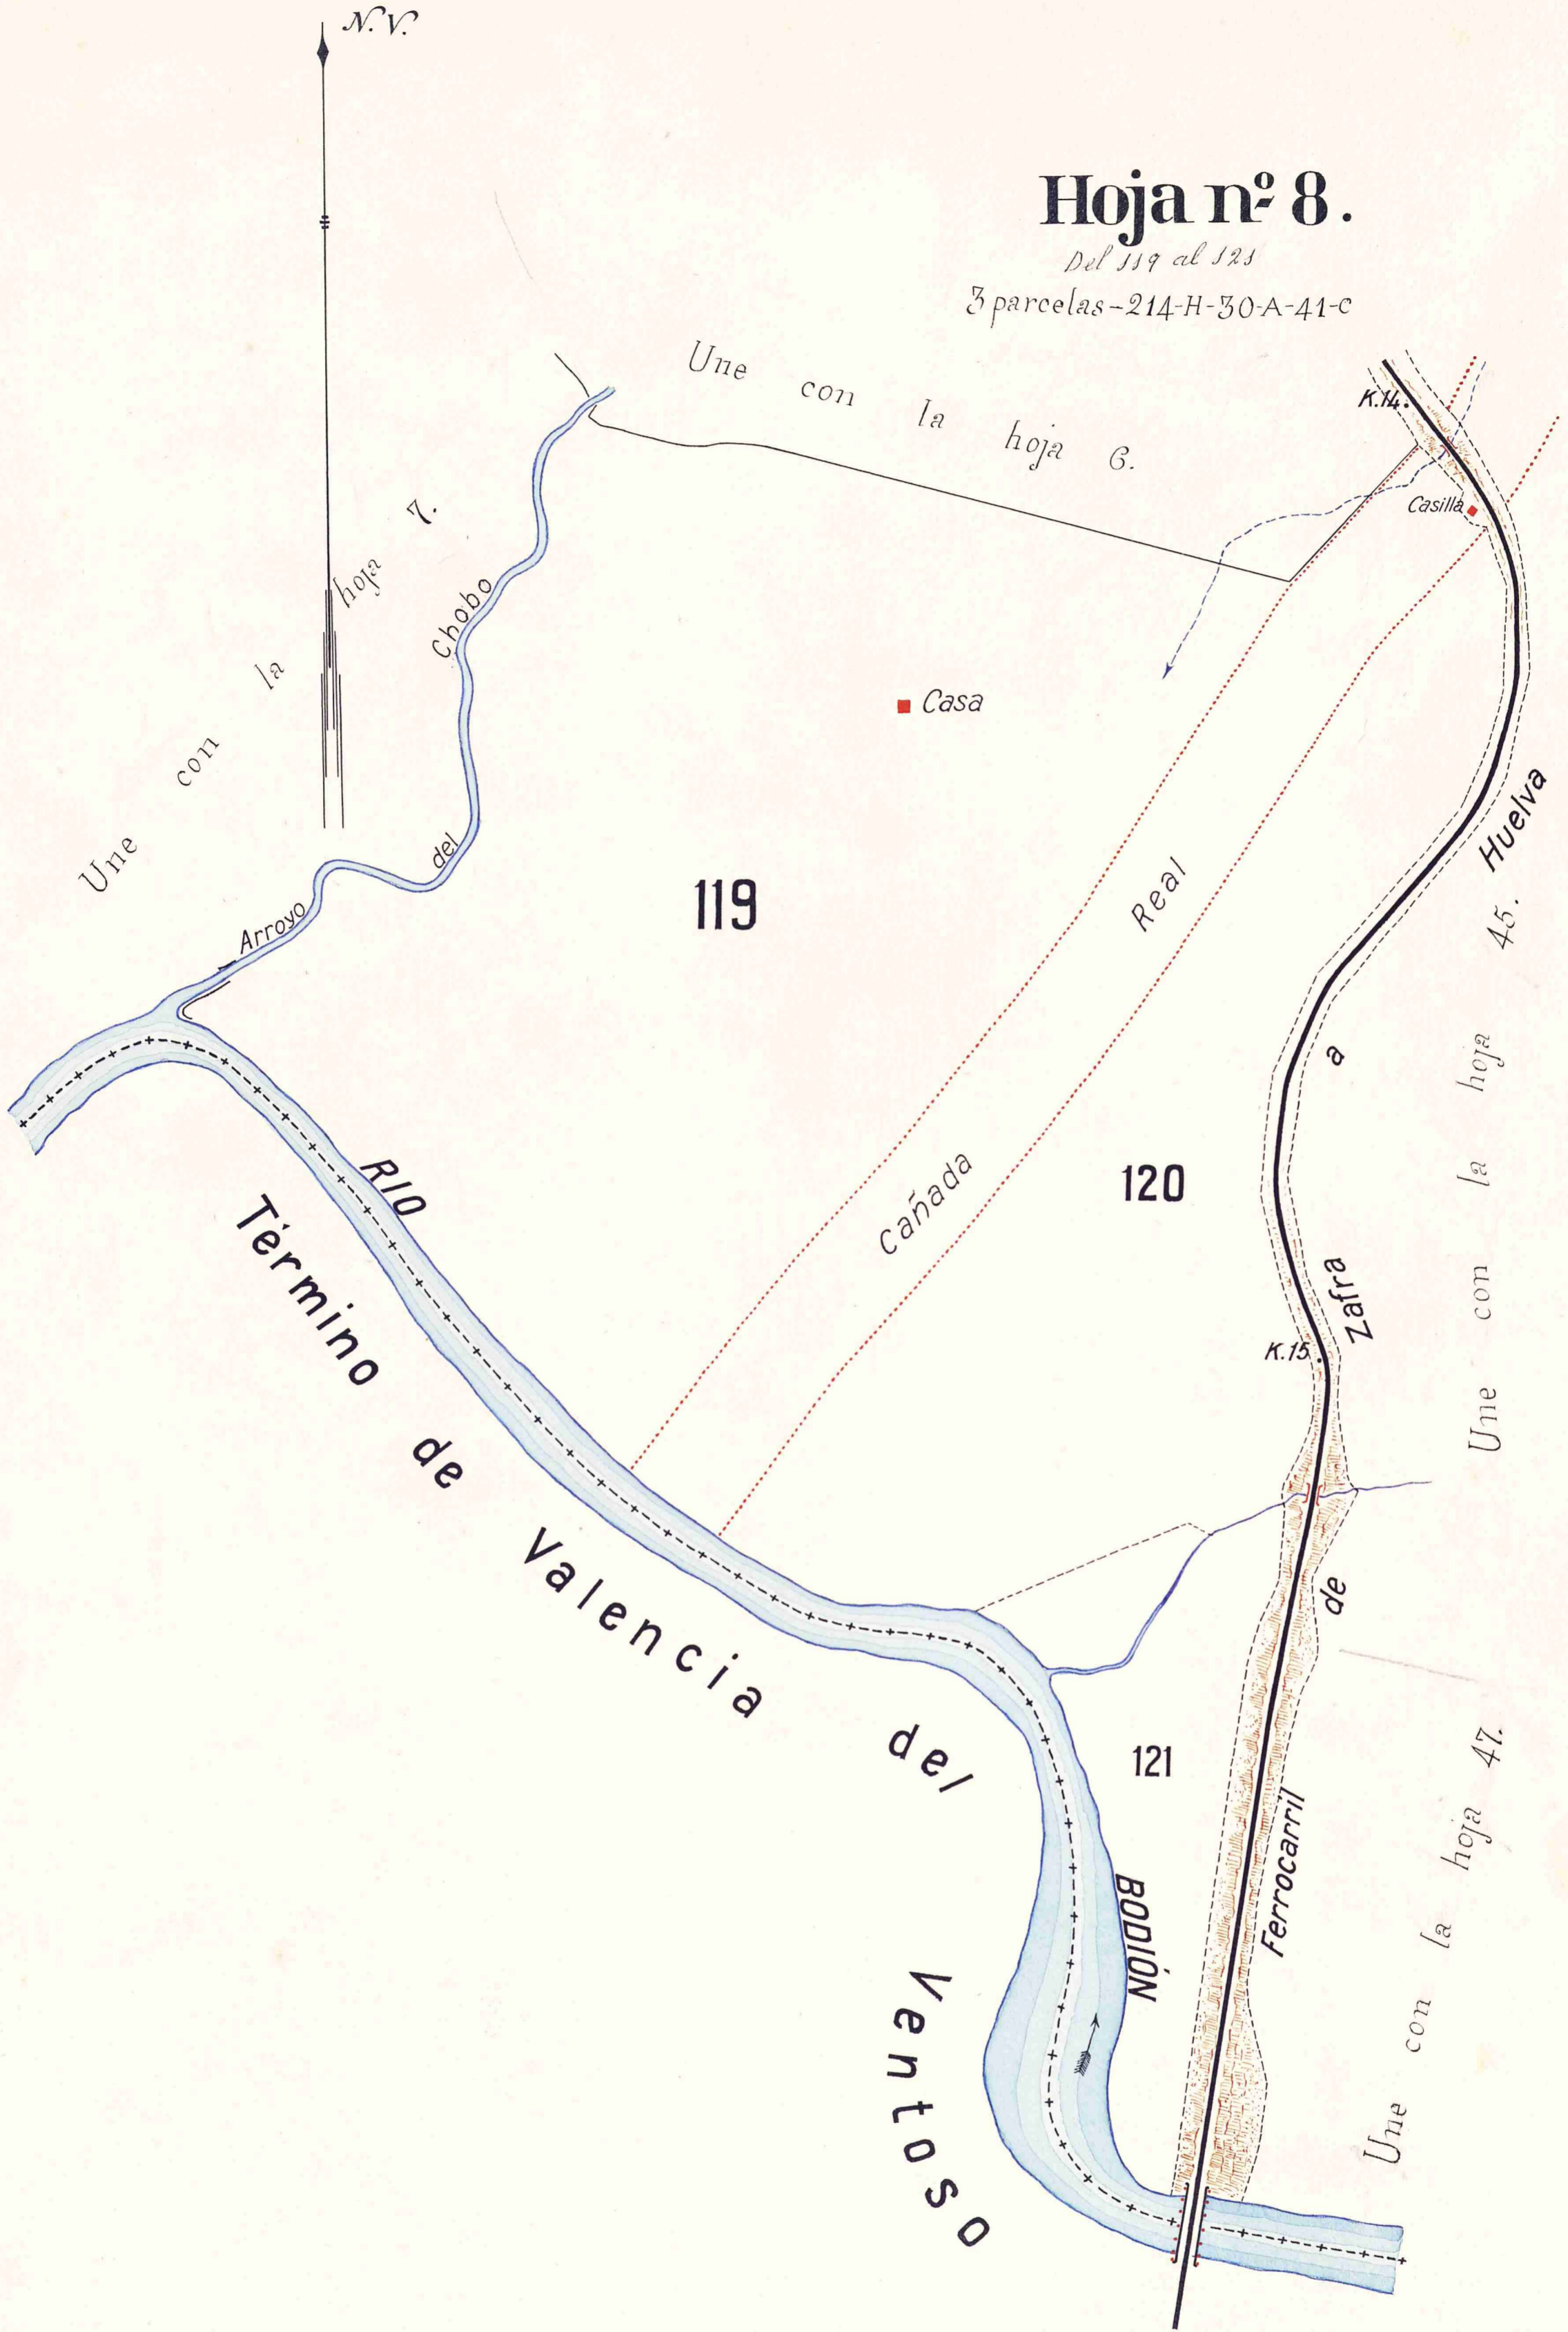 N.V.
Hoja nº 8.
Del 119 al 121
3 parcelas-214-H-30-A-41-C
Une con la hoja 6.
K.14.
Casilla
Une con la hoja 7.
Arroyo del Chobo
Casa
119
Cañada Real
120
Ferrocarril de Zafra a Huelva
Une con la hoja 45.
K.15.
RIO BODIÓN
Término de Valencia del Ventoso
121
Une con la hoja 47.